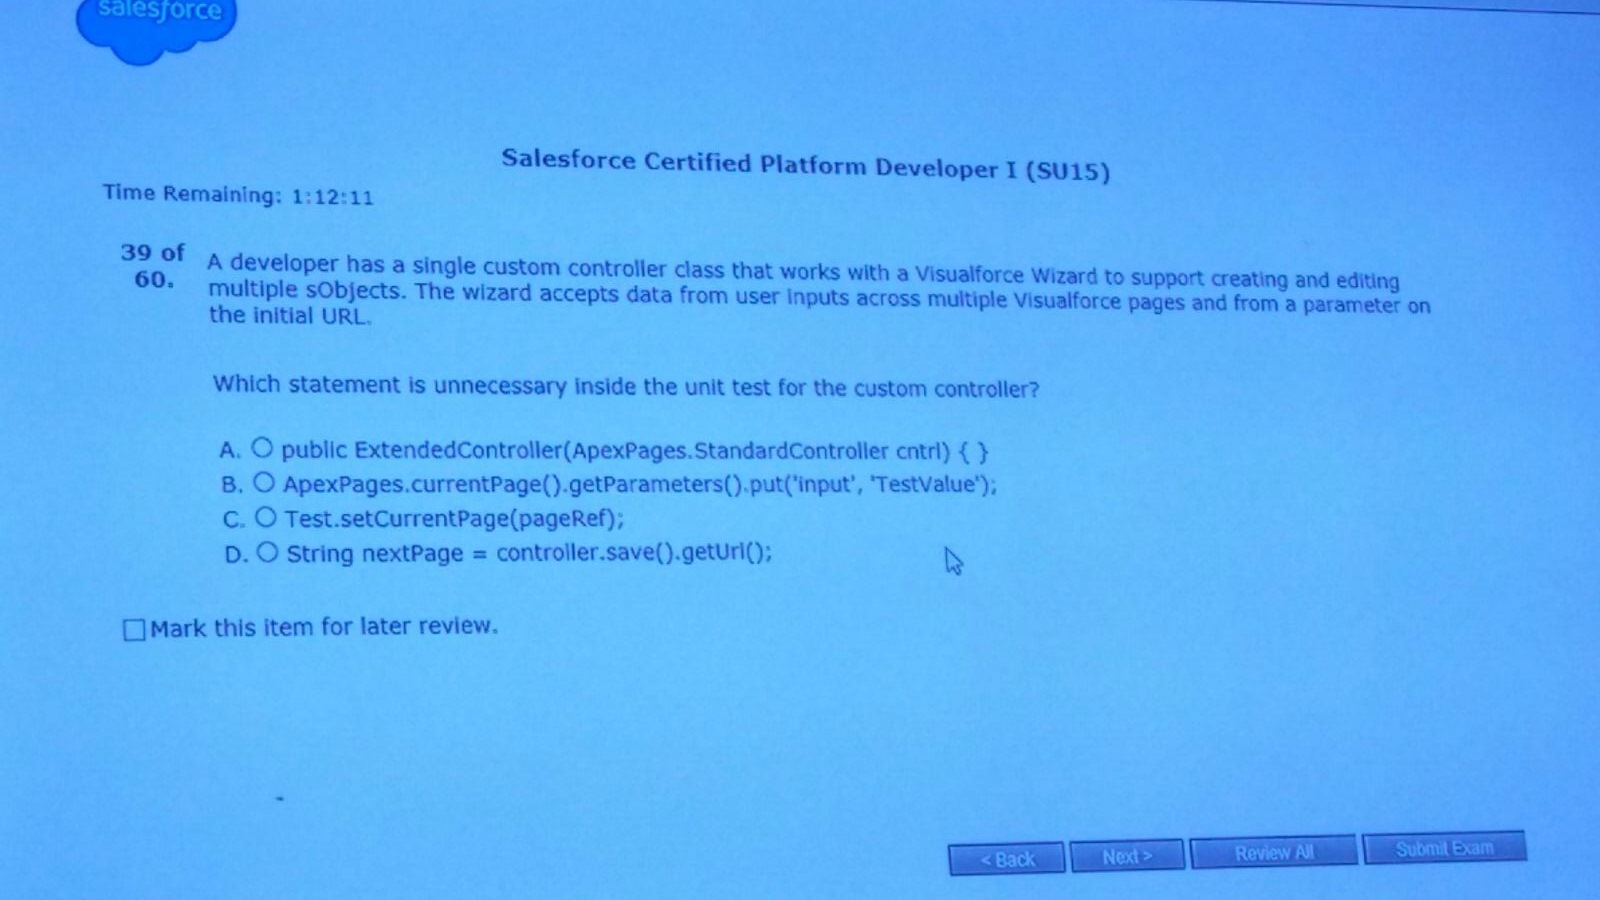 salesforce
Salesforce Certified Platform Developer I (SU15)
Time Remaining: 1:12:11
39 of
60.
A developer has a single custom controller class that works with a Visualforce Wizard to support creating and editing
multiple sObjects. The wizard accepts data from user inputs across multiple Visualforce pages and from a parameter on
the initial URL.
Which statement is unnecessary inside the unit test for the custom controller?
A. public ExtendedController(ApexPages.StandardController cntrl) { }
B. ApexPages.currentPage().getParameters().put('input', 'TestValue');
C. Test.setCurrentPage(pageRef);
D. String nextPage = controller.save().getUrl();
Mark this item for later review.
< Back Next > Review All Submit Exam